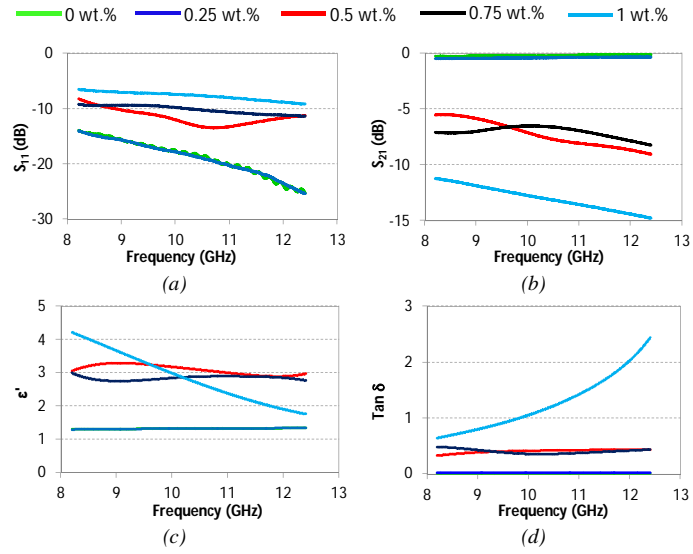 0 wt.% 0.25 wt.% 0.5 wt.% 0.75 wt.% 1 wt.%
0
-10
-20
-30
S11 (dB)
8 9 10 11 12 13
Frequency (GHz)
(a)
0
-5
-10
-15
S21 (dB)
8 9 10 11 12 13
Frequency (GHz)
(b)
5
4
3
2
1
0
ε'
8 9 10 11 12 13
Frequency (GHz)
(c)
3
2
1
0
Tan δ
8 9 10 11 12 13
Frequency (GHz)
(d)